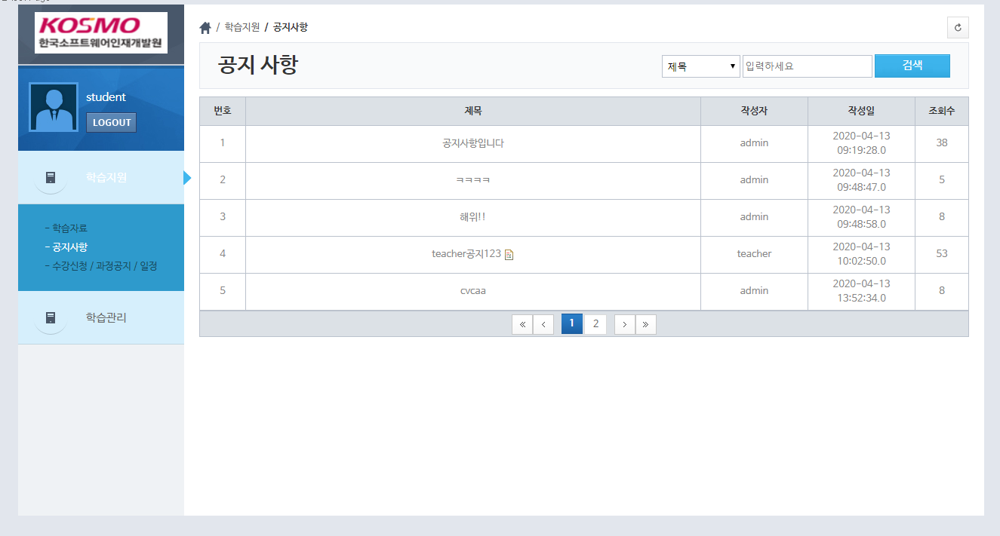 KOSMO
한국소프트웨어인재개발원
student
LOGOUT
학습지원
- 학습자료
- 공지사항
- 수강신청 / 과정공지 / 일정
학습관리
/ 학습지원 / 공지사항
공지 사항
제목 ▼ 입력하세요 검색
번호 제목 작성자 작성일 조회수
1 공지사항입니다 admin 2020-04-13 09:19:28.0 38
2 ㅋㅋㅋㅋ admin 2020-04-13 09:48:47.0 5
3 해위!! admin 2020-04-13 09:48:58.0 8
4 teacher공지123 teacher 2020-04-13 10:02:50.0 53
5 cvcaa admin 2020-04-13 13:52:34.0 8
« ‹ 1 2 › »